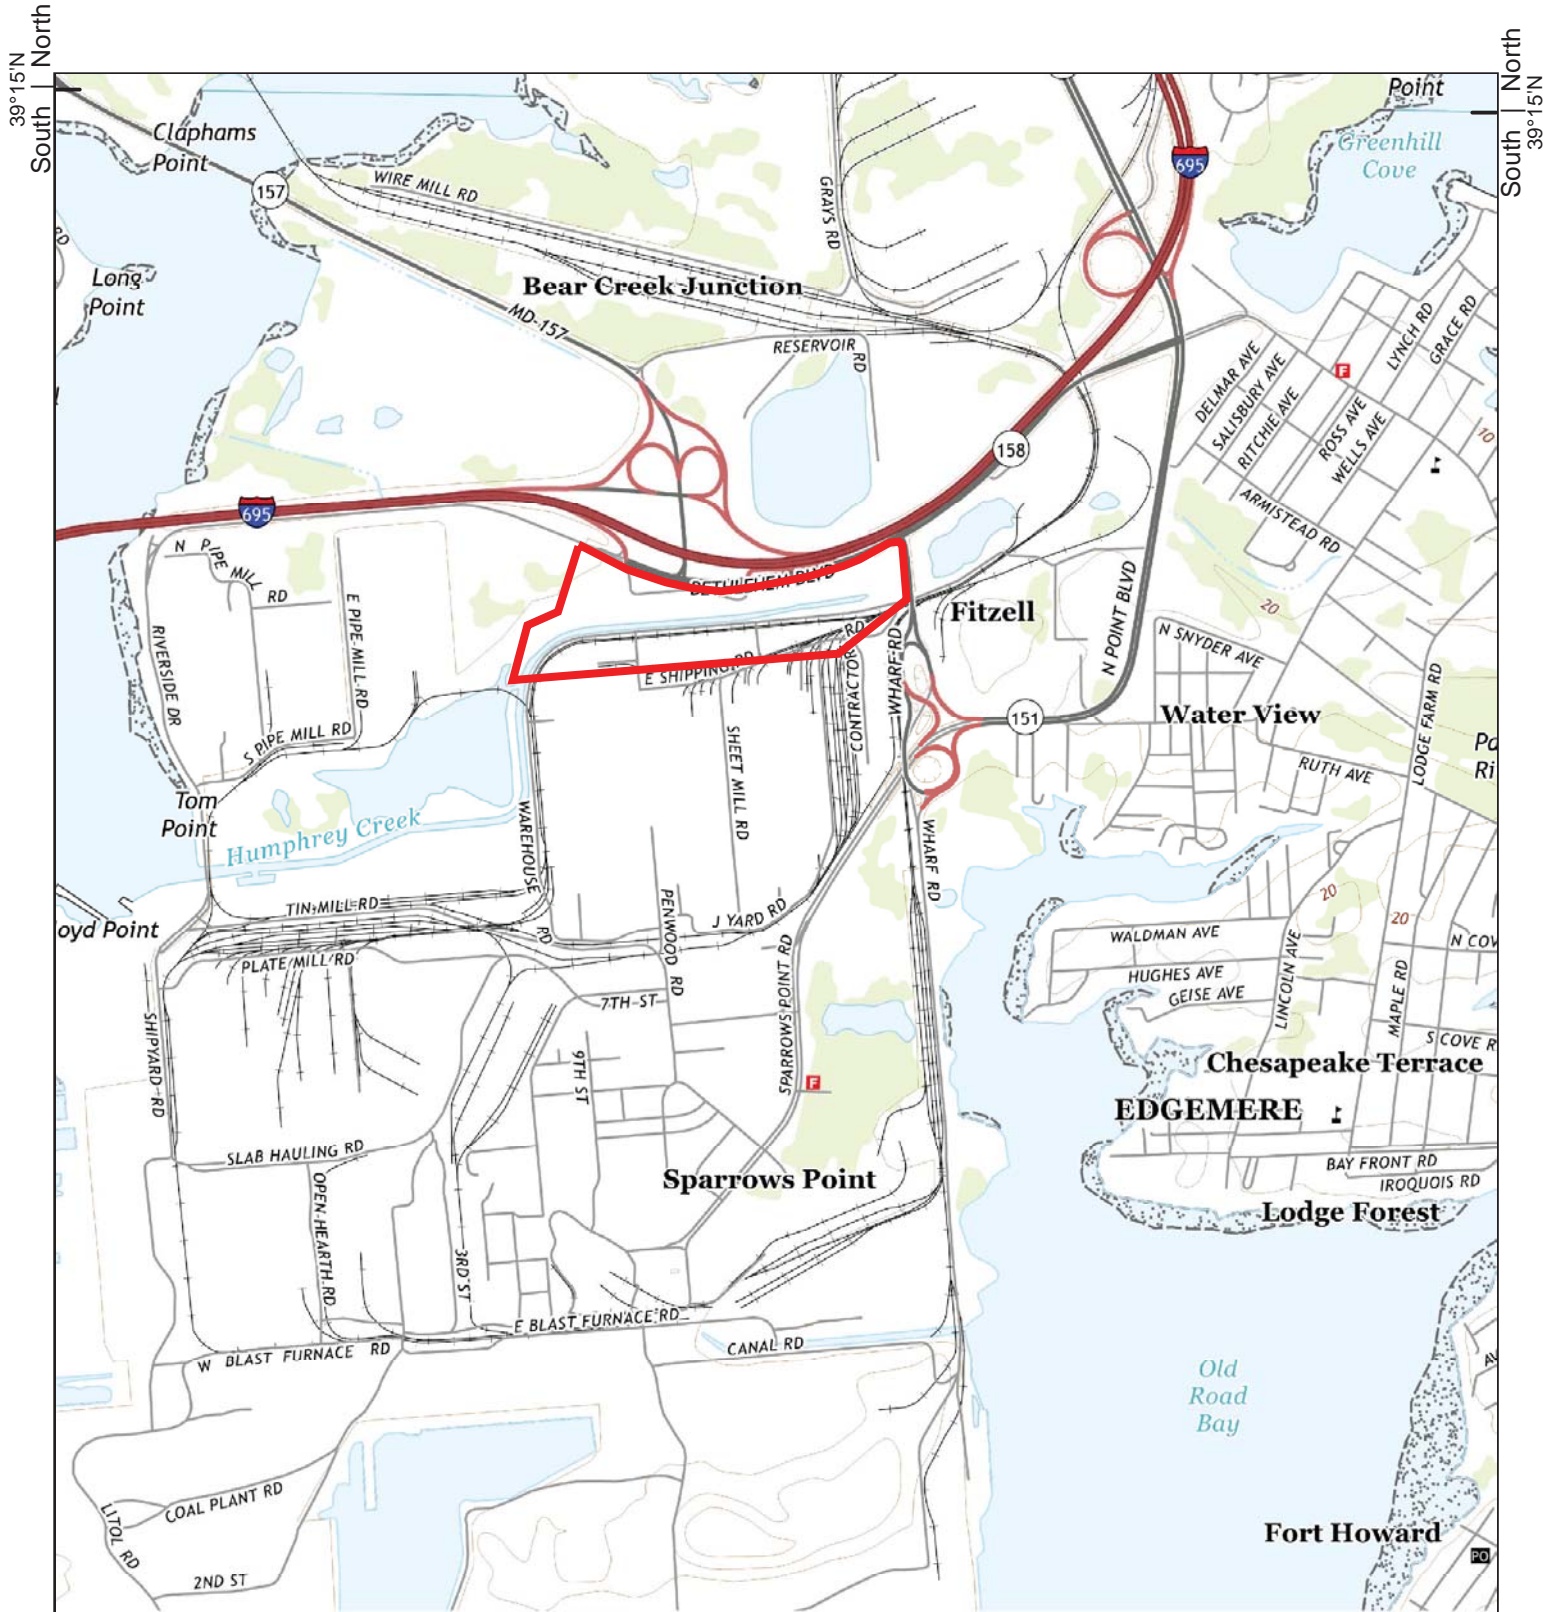 39°15'N
South | North
South | North
39°15'N
Point
Claphams
Point
Greenhill
Cove
695
157
WIRE MILL RD
GRAYS RD
Long
Point
Bear Creek Junction
MD-157
RESERVOIR
RD
LYNCH RD
GRACE RD
F
DELMAR AVE
SALISBURY AVE
RITCHIE AVE
ROSS AVE
WELLS AVE
10
158
695
ARMISTEAD RD
N PIPE MILL
RD
E PIPE MILL RD
RIVERSIDE DR
BETHLEHEM BLVD
Fitzell
20
N POINT BLVD
N SNYDER AVE
RD
E SHIPPING RD
CONTRACTOR
WHARF RD
151
Water View
LODGE FARM RD
S PIPE MILL RD
SHEET MILL RD
RUTH AVE
Tom
Point
Humphrey Creek
WAREHOUSE
RD
WHARF RD
TIN MILL RD
PENWOOD
RD
J YARD RD
20
20
oyd Point
PLATE MILL RD
WALDMAN AVE
N COV
HUGHES AVE
GEISE AVE
LINCOLN AVE
MAPLE RD
7TH ST
SPARROWS POINT RD
SHIPYARD RD
9TH ST
S COVE R
Chesapeake Terrace
F
EDGEMERE
SLAB HAULING RD
Sparrows Point
BAY FRONT RD
IROQUOIS RD
Lodge Forest
OPEN HEARTH RD
3RD ST
E BLAST FURNACE RD
CANAL RD
W BLAST FURNACE RD
Old
Road
Bay
COAL PLANT RD
LITOL RD
2ND ST
Fort Howard
PO